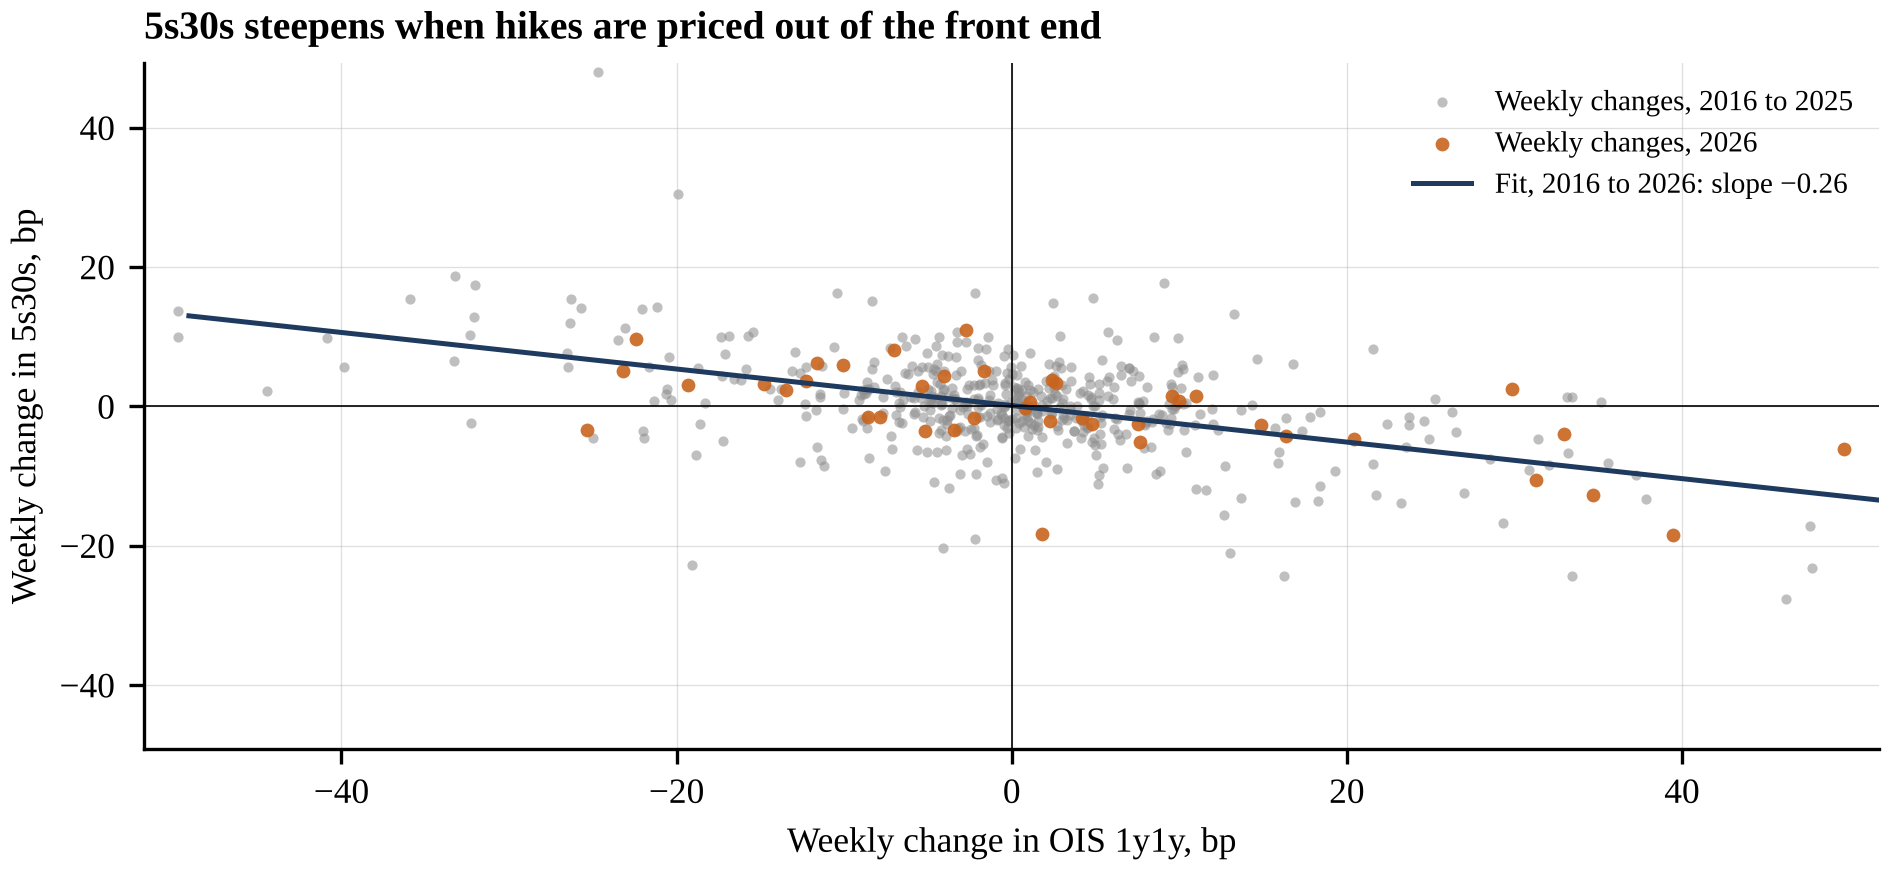 5s30s steepens when hikes are priced out of the front end
Weekly changes, 2016 to 2025
Weekly changes, 2026
Fit, 2016 to 2026: slope −0.26
Weekly change in 5s30s, bp
40
20
0
−20
−40
−40
−20
0
20
40
Weekly change in OIS 1y1y, bp